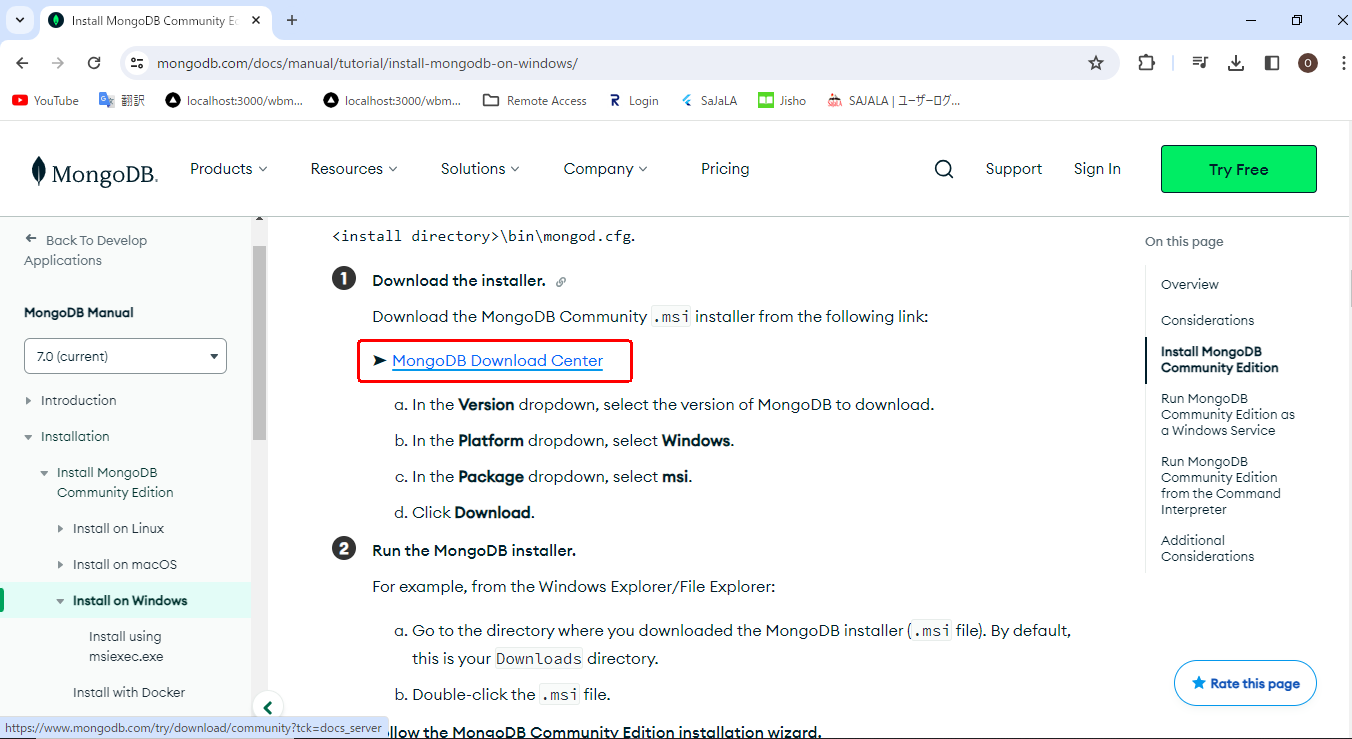 Install MongoDB Community Ec
mongodb.com/docs/manual/tutorial/install-mongodb-on-windows/
O
YouTube
翻訳
localhost:3000/wbm...
localhost:3000/wbm...
Remote Access
Login
SaJaLA
Jisho
SAJALA | ユーザーログ...
MongoDB.
Products
Resources
Solutions
Company
Pricing
Support
Sign In
Try Free
Back To Develop
Applications
MongoDB Manual
7.0 (current)
Introduction
Installation
Install MongoDB
Community Edition
Install on Linux
Install on macOS
Install on Windows
Install using
msiexec.exe
Install with Docker
https://www.mongodb.com/try/download/community?tck=docs_server
<install directory>\bin\mongod.cfg.
1 Download the installer.
Download the MongoDB Community .msi installer from the following link:
➤ MongoDB Download Center
a. In the Version dropdown, select the version of MongoDB to download.
b. In the Platform dropdown, select Windows.
c. In the Package dropdown, select msi.
d. Click Download.
2 Run the MongoDB installer.
For example, from the Windows Explorer/File Explorer:
a. Go to the directory where you downloaded the MongoDB installer (.msi file). By default,
this is your Downloads directory.
b. Double-click the .msi file.
llow the MongoDB Community Edition installation wizard.
On this page
Overview
Considerations
Install MongoDB
Community Edition
Run MongoDB
Community Edition as
a Windows Service
Run MongoDB
Community Edition
from the Command
Interpreter
Additional
Considerations
Rate this page